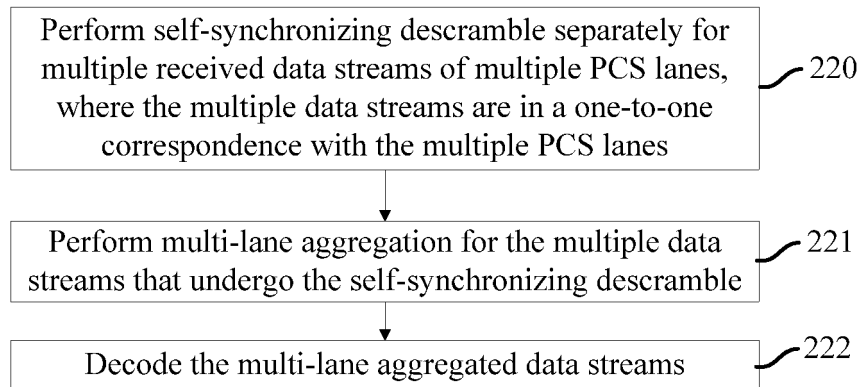 Perform self-synchronizing descramble separately for
multiple received data streams of multiple PCS lanes,
where the multiple data streams are in a one-to-one
correspondence with the multiple PCS lanes
220
Perform multi-lane aggregation for the multiple data
streams that undergo the self-synchronizing descramble
221
Decode the multi-lane aggregated data streams
222